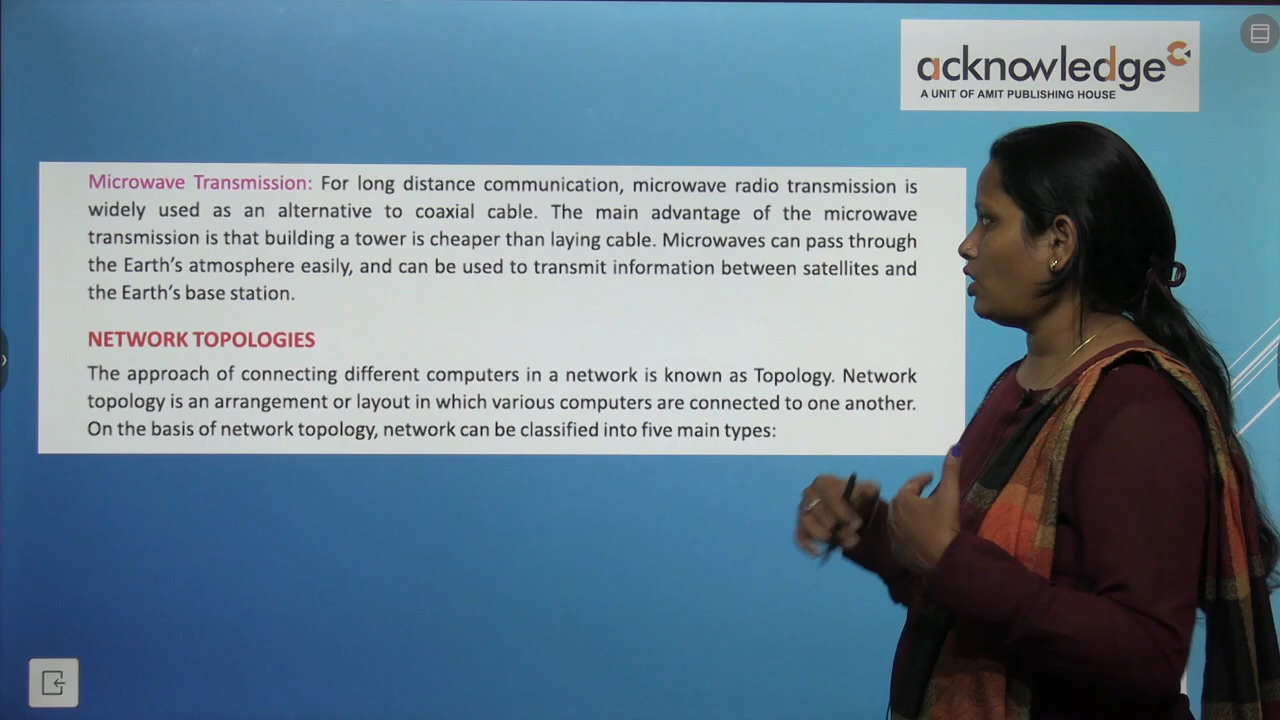 acknowledge
A UNIT OF AMIT PUBLISHING HOUSE
Microwave Transmission: For long distance communication, microwave radio transmission is
widely used as an alternative to coaxial cable. The main advantage of the microwave
transmission is that building a tower is cheaper than laying cable. Microwaves can pass through
the Earth's atmosphere easily, and can be used to transmit information between satellites and
the Earth's base station.
NETWORK TOPOLOGIES
The approach of connecting different computers in a network is known as Topology. Network
topology is an arrangement or layout in which various computers are connected to one another.
On the basis of network topology, network can be classified into five main types: